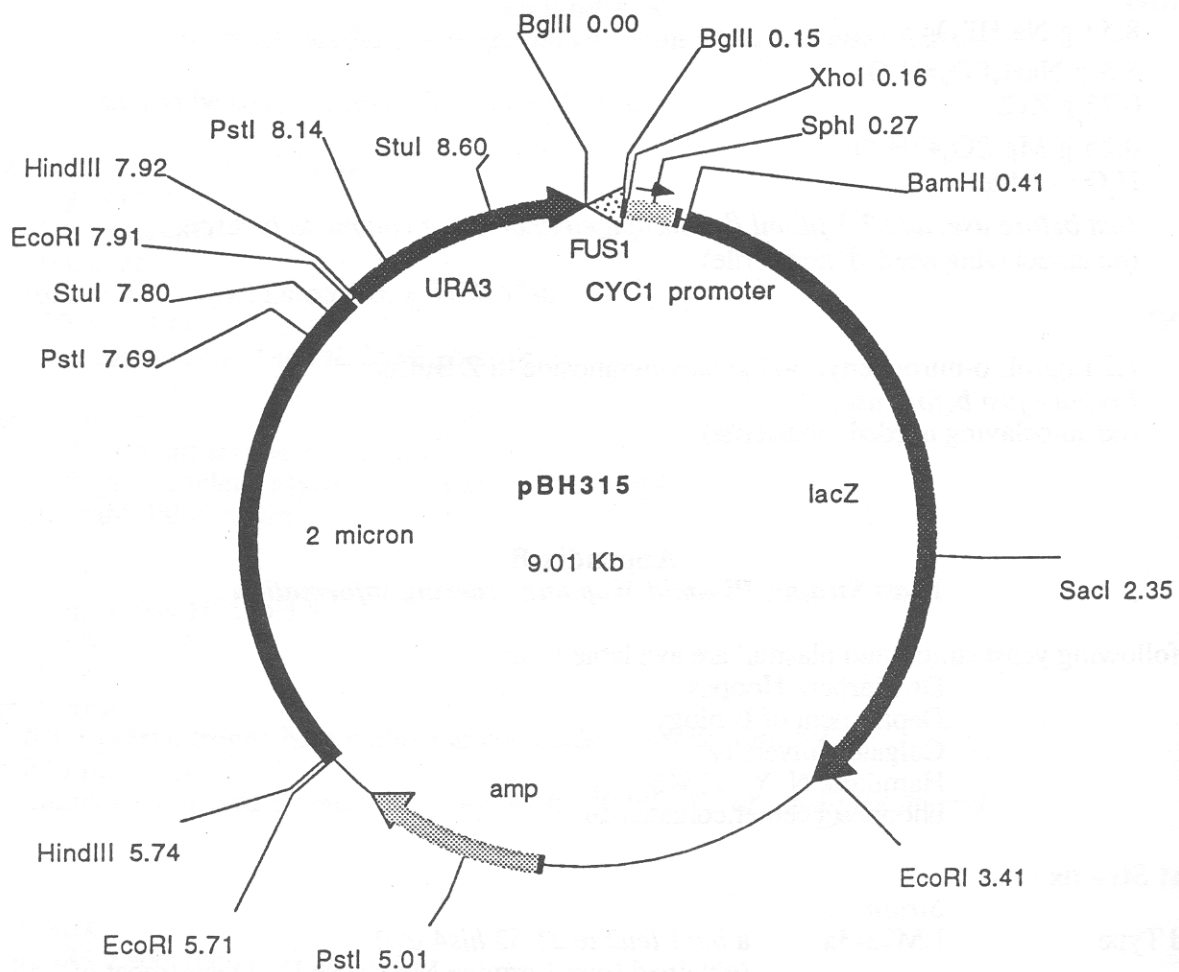 BglII 0.00
BglII 0.15
XhoI 0.16
SphI 0.27
BamHI 0.41
PstI 8.14
StuI 8.60
HindIII 7.92
EcoRI 7.91
StuI 7.80
PstI 7.69
FUS1
URA3
CYC1 promoter
pBH315
9.01 Kb
lacZ
2 micron
SacI 2.35
amp
HindIII 5.74
EcoRI 5.71
PstI 5.01
EcoRI 3.41